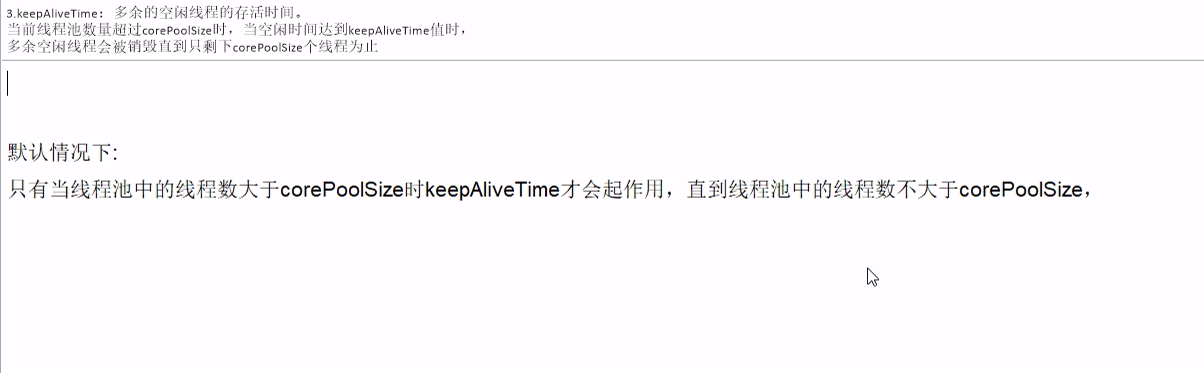 3.keepAliveTime：多余的空闲线程的存活时间。
当前线程池数量超过corePoolSize时，当空闲时间达到keepAliveTime值时，
多余空闲线程会被销毁直到只剩下corePoolSize个线程为止
默认情况下:
只有当线程池中的线程数大于corePoolSize时keepAliveTime才会起作用，直到线程池中的线程数不大于corePoolSize，